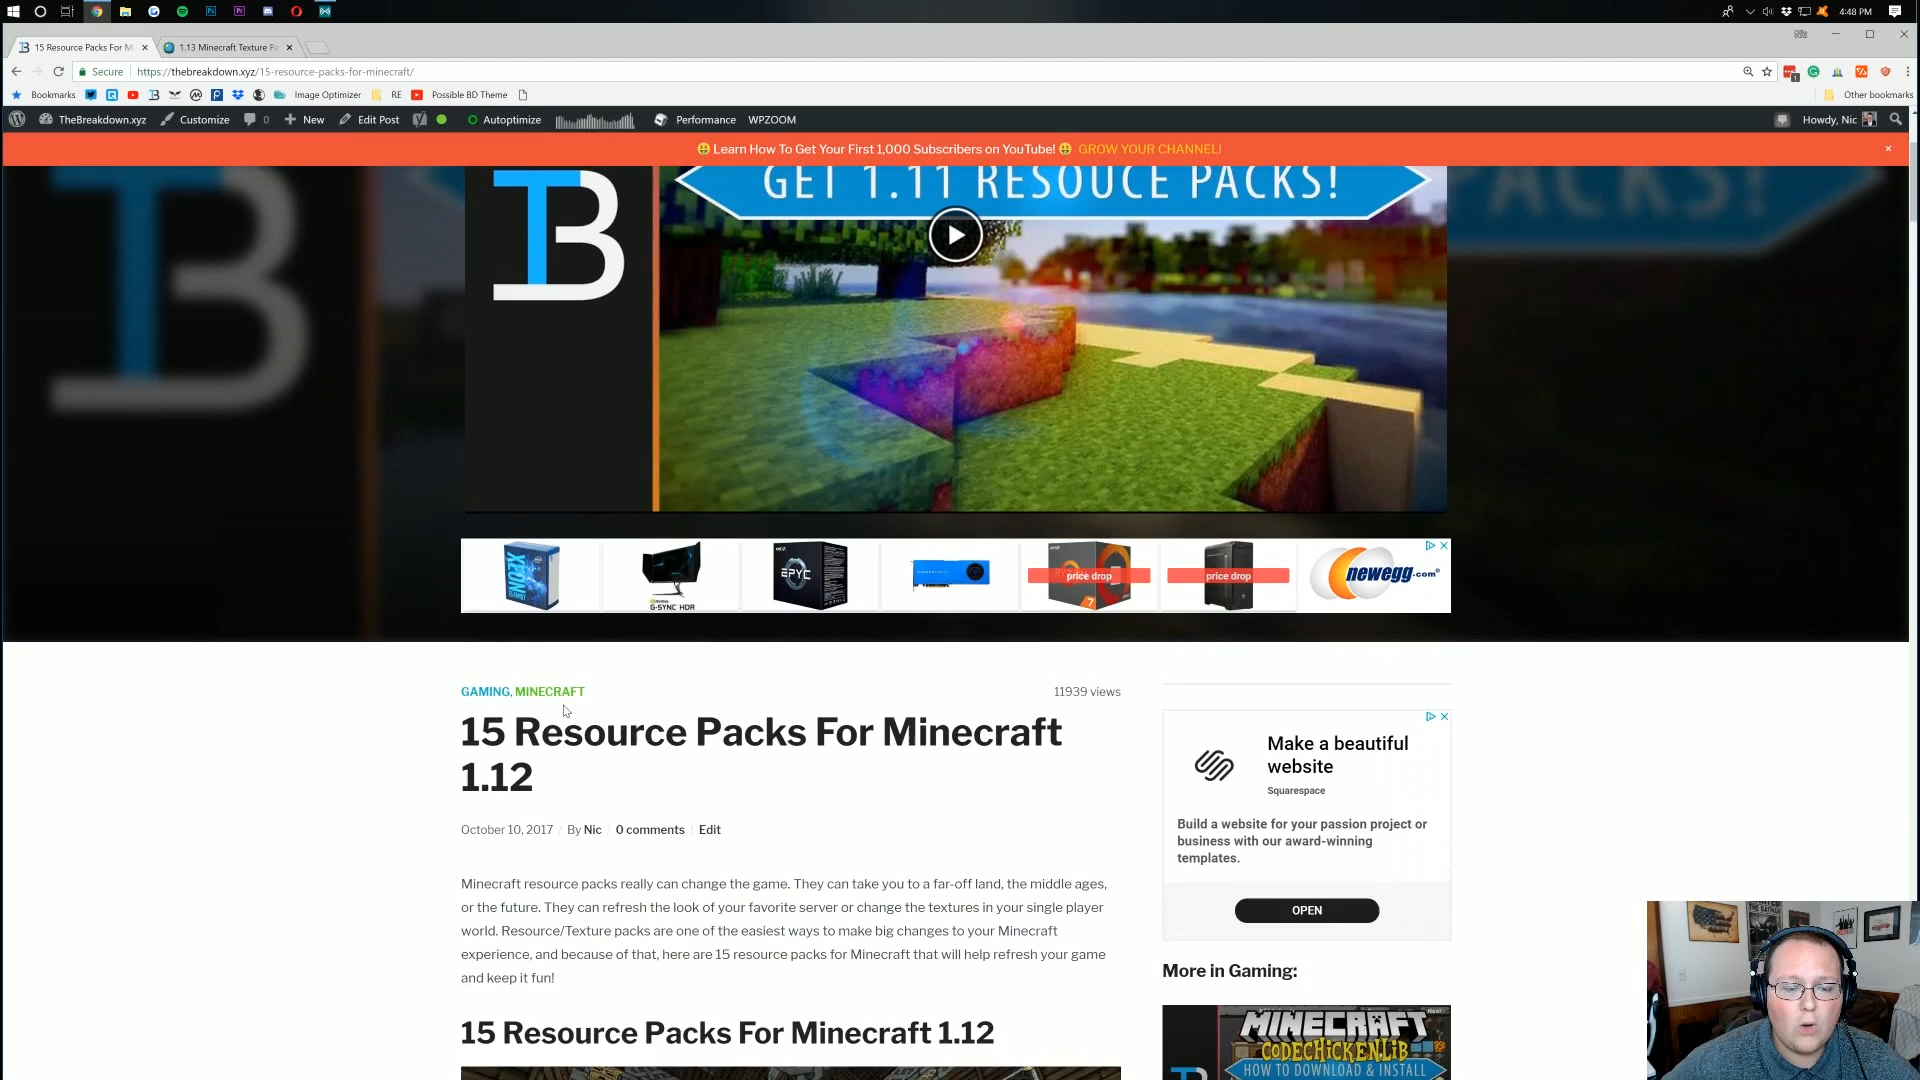 4:48 PM
15 Resource Packs For M
1.13 Minecraft Texture Pa
Nic
Secure
https://thebreakdown.xyz/15-resource-packs-for-minecraft/
Bookmarks
Image Optimizer
RE
Possible BD Theme
Other bookmarks
TheBreakdown.xyz
Customize
0
New
Edit Post
Autoptimize
Performance
WPZOOM
Howdy, Nic
Learn How To Get Your First 1,000 Subscribers on YouTube! GROW YOUR CHANNEL!
GET 1.11 RESOUCE PACKS!
PACKS!
XEON
G-SYNC HDR
EPYC
price drop
7
price drop
newegg.com
GAMING, MINECRAFT
11939 views
15 Resource Packs For Minecraft
1.12
October 10, 2017 / By Nic / 0 comments / Edit
Minecraft resource packs really can change the game. They can take you to a far-off land, the middle ages,
or the future. They can refresh the look of your favorite server or change the textures in your single player
world. Resource/Texture packs are one of the easiest ways to make big changes to your Minecraft
experience, and because of that, here are 15 resource packs for Minecraft that will help refresh your game
and keep it fun!
15 Resource Packs For Minecraft 1.12
Make a beautiful
website
Squarespace
Build a website for your passion project or
business with our award-winning
templates.
OPEN
More in Gaming:
MINECRAFT
CODECHICKENLIB
HOW TO DOWNLOAD & INSTALL